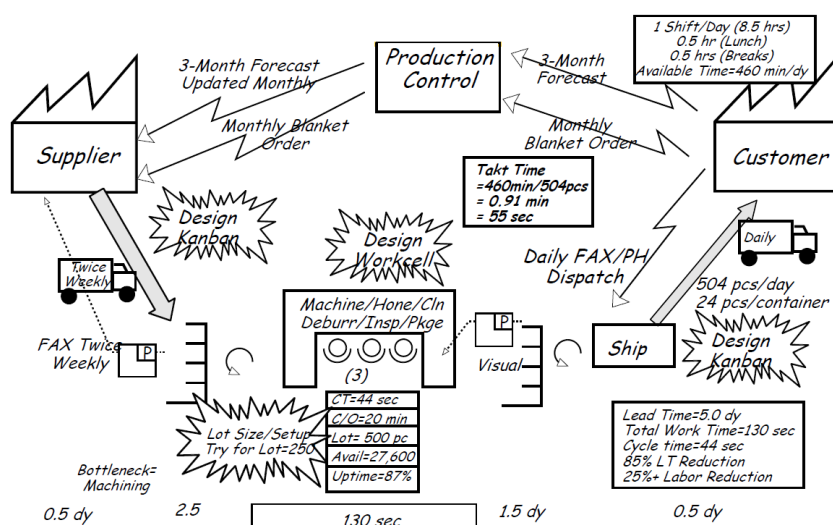 1 Shift/Day (8.5 hrs)
0.5 hr (Lunch)
0.5 hrs (Breaks)
Available Time=460 min/dy
3-Month Forecast
Updated Monthly
Production
Control
3-Month
Forecast
Monthly Blanket
Order
Monthly
Blanket Order
Supplier
Customer
Takt Time
=460min/504pcs
= 0.91 min
= 55 sec
Design
Kanban
Design
Workcell
Daily FAX/PH
Dispatch
Daily
Twice
Weekly
504 pcs/day
24 pcs/container
Machine/Hone/Cln
Deburr/Insp/Pkge
P
FAX Twice
Weekly
P
Visual
Ship
Design
Kanban
(3)
CT=44 sec
C/O=20 min
Lot= 500 pc
Avail=27,600
Uptime=87%
Lot Size/Setup
Try for Lot=250
Lead Time=5.0 dy
Total Work Time=130 sec
Cycle time=44 sec
85% LT Reduction
25%+ Labor Reduction
Bottleneck=
Machining
0.5 dy
2.5
130 sec
1.5 dy
0.5 dy